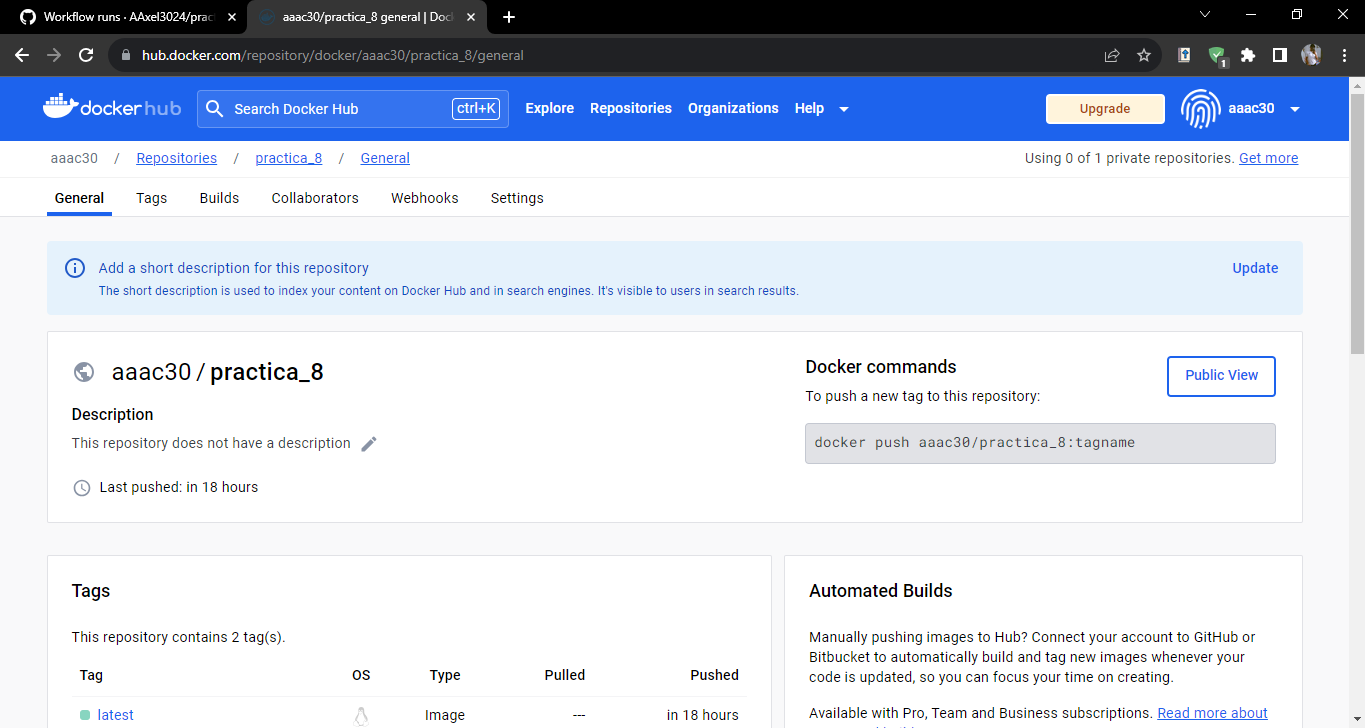 Workflow runs · AAxel3024/prac
aaac30/practica_8 general | Doc
hub.docker.com/repository/docker/aaac30/practica_8/general
1
docker hub
Search Docker Hub
ctrl+K
Explore
Repositories
Organizations
Help
Upgrade
aaac30
aaac30 / Repositories / practica_8 / General
Using 0 of 1 private repositories. Get more
General
Tags
Builds
Collaborators
Webhooks
Settings
Add a short description for this repository
Update
The short description is used to index your content on Docker Hub and in search engines. It's visible to users in search results.
aaac30 / practica_8
Description
This repository does not have a description
Last pushed: in 18 hours
Docker commands
Public View
To push a new tag to this repository:
docker push aaac30/practica_8:tagname
Tags
This repository contains 2 tag(s).
Tag OS Type Pulled Pushed
latest Image --- in 18 hours
Automated Builds
Manually pushing images to Hub? Connect your account to GitHub or
Bitbucket to automatically build and tag new images whenever your
code is updated, so you can focus your time on creating.
Available with Pro, Team and Business subscriptions. Read more about